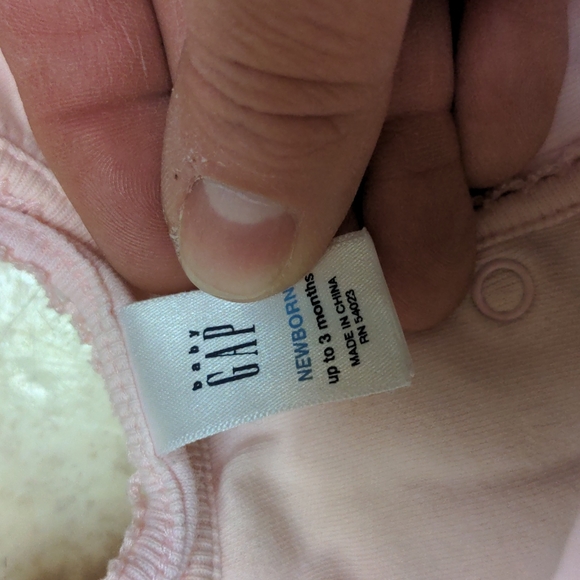 baby
GAP
NEWBORN
up to 3 months
MADE IN CHINA
RN 54023